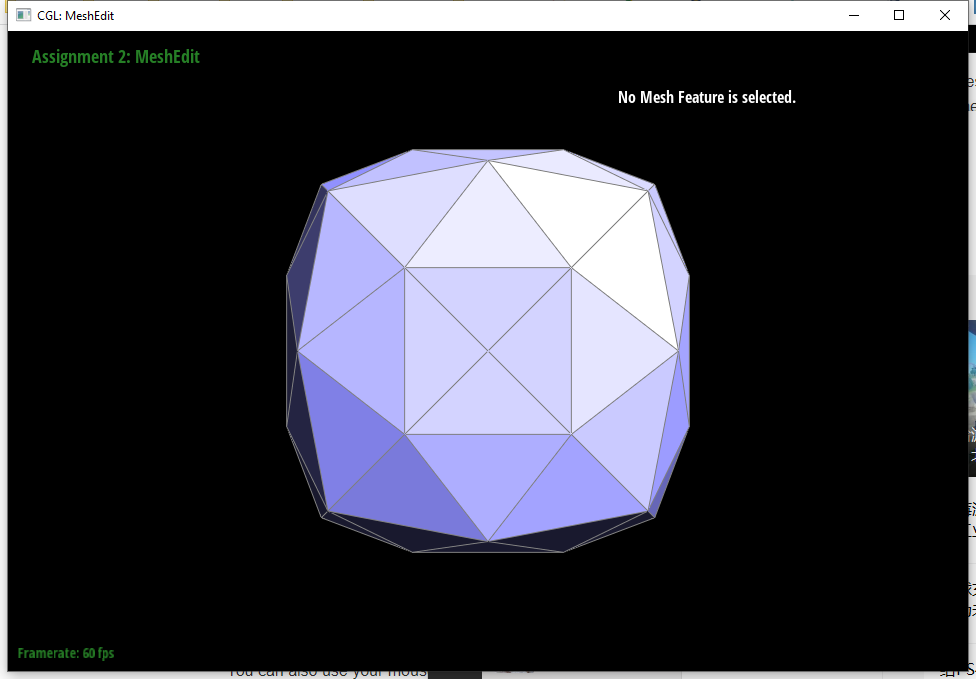 CGL: MeshEdit
Assignment 2: MeshEdit
No Mesh Feature is selected.
Framerate: 60 fps
You can also use your mous